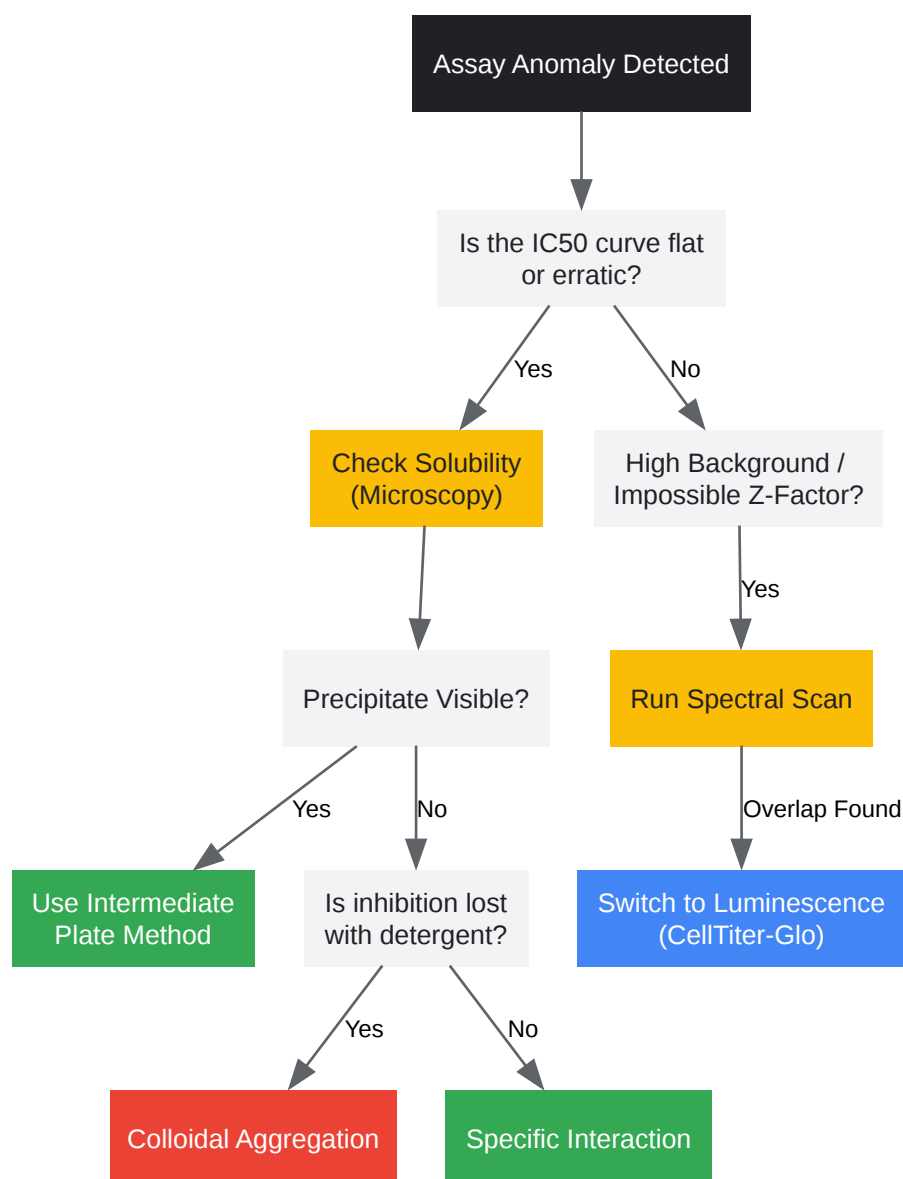 Assay Anomaly Detected
Is the IC50 curve flat
or erratic?
Yes
No
Check Solubility
(Microscopy)
High Background /
Impossible Z-Factor?
Yes
Precipitate Visible?
Run Spectral Scan
Yes
No
Overlap Found
Use Intermediate
Plate Method
Is inhibition lost
with detergent?
Switch to Luminescence
(CellTiter-Glo)
Yes
No
Colloidal Aggregation
Specific Interaction